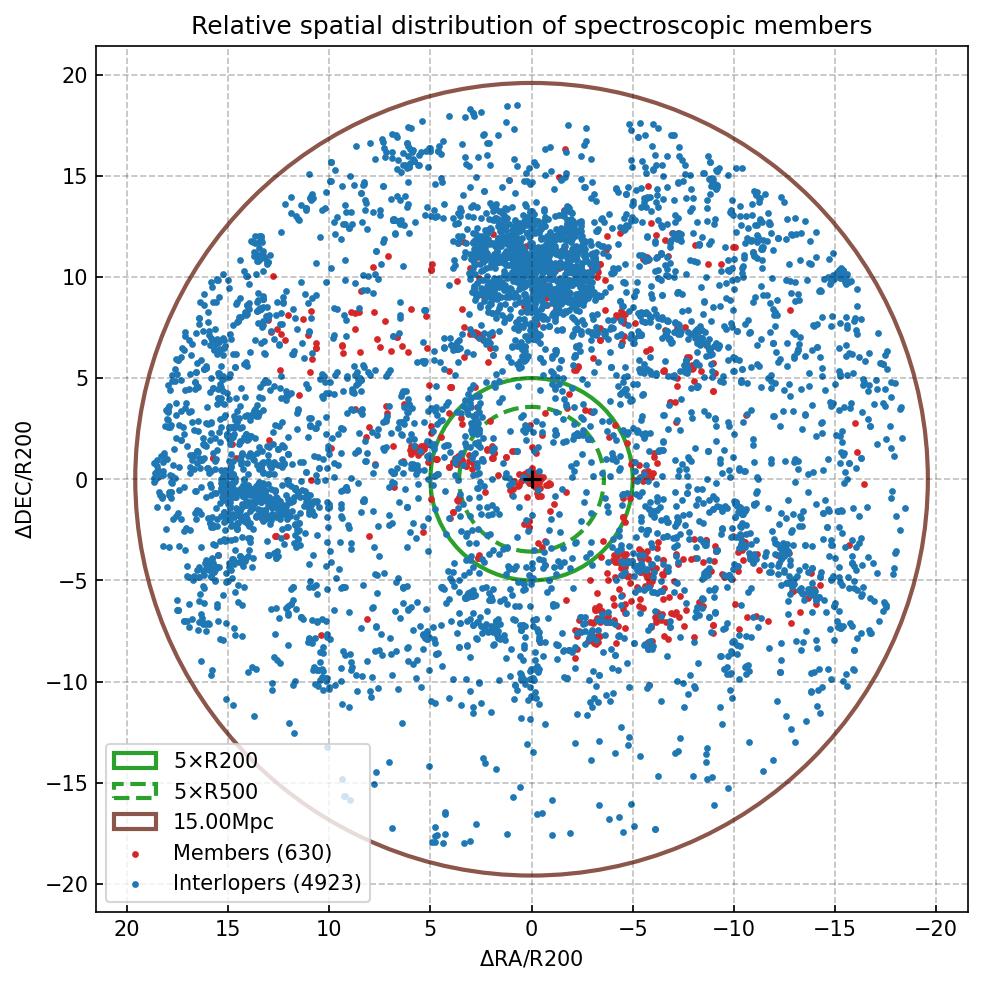 Relative spatial distribution of spectroscopic members
ΔDEC/R200
20
15
10
5
0
−5
−10
−15
−20
5×R200
5×R500
15.00Mpc
Members (630)
Interlopers (4923)
20 15 10 5 0 −5 −10 −15 −20
ΔRA/R200